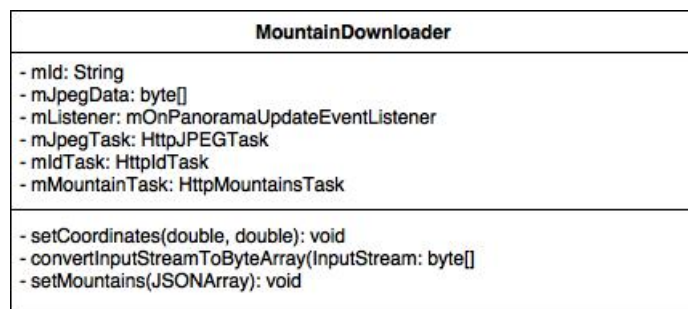 MountainDownloader
- mId: String
- mJpegData: byte[]
- mListener: mOnPanoramaUpdateEventListener
- mJpegTask: HttpJPEGTask
- mIdTask: HttpIdTask
- mMountainTask: HttpMountainsTask
- setCoordinates(double, double): void
- convertInputStreamToByteArray(InputStream: byte[]
- setMountains(JSONArray): void